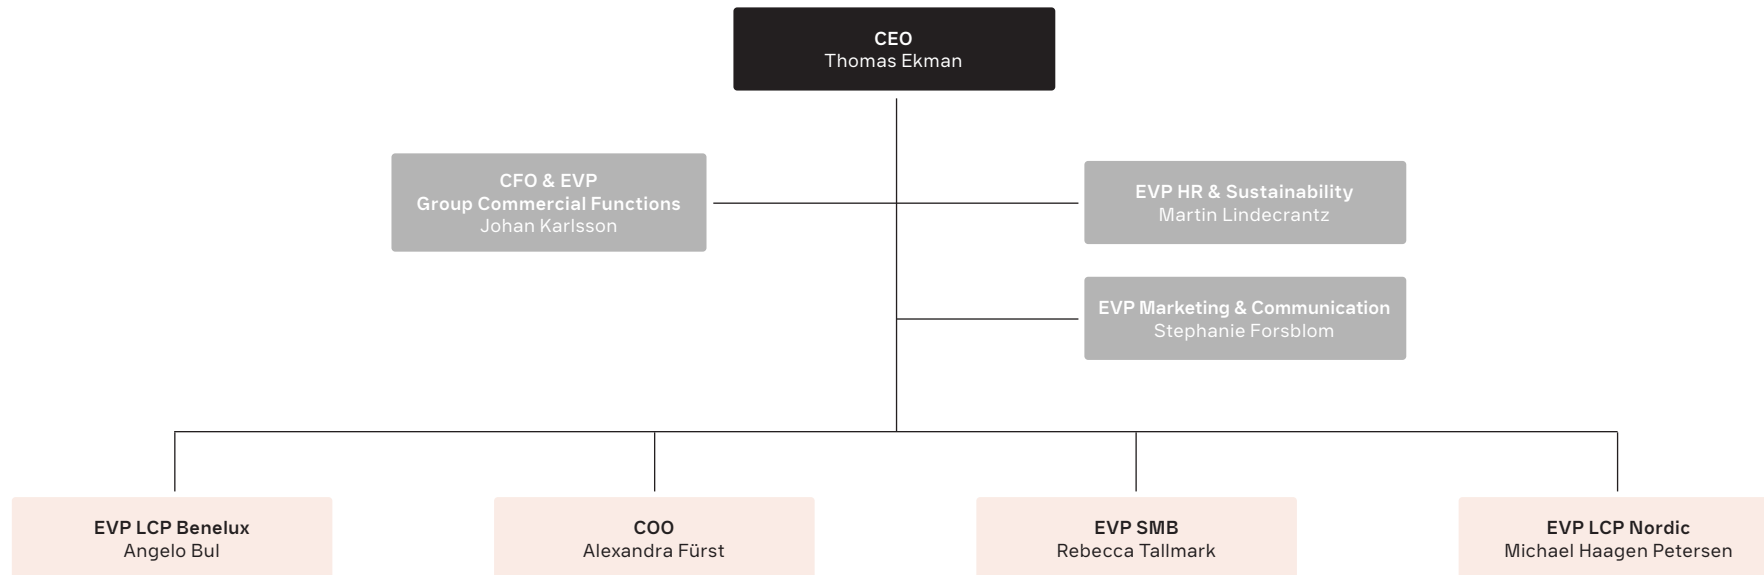 CEO
Thomas Ekman
CFO & EVP
Group Commercial Functions
Johan Karlsson
EVP HR & Sustainability
Martin Lindecrantz
EVP Marketing & Communication
Stephanie Forsblom
EVP LCP Benelux
Angelo Bul
COO
Alexandra Fürst
EVP SMB
Rebecca Tallmark
EVP LCP Nordic
Michael Haagen Petersen